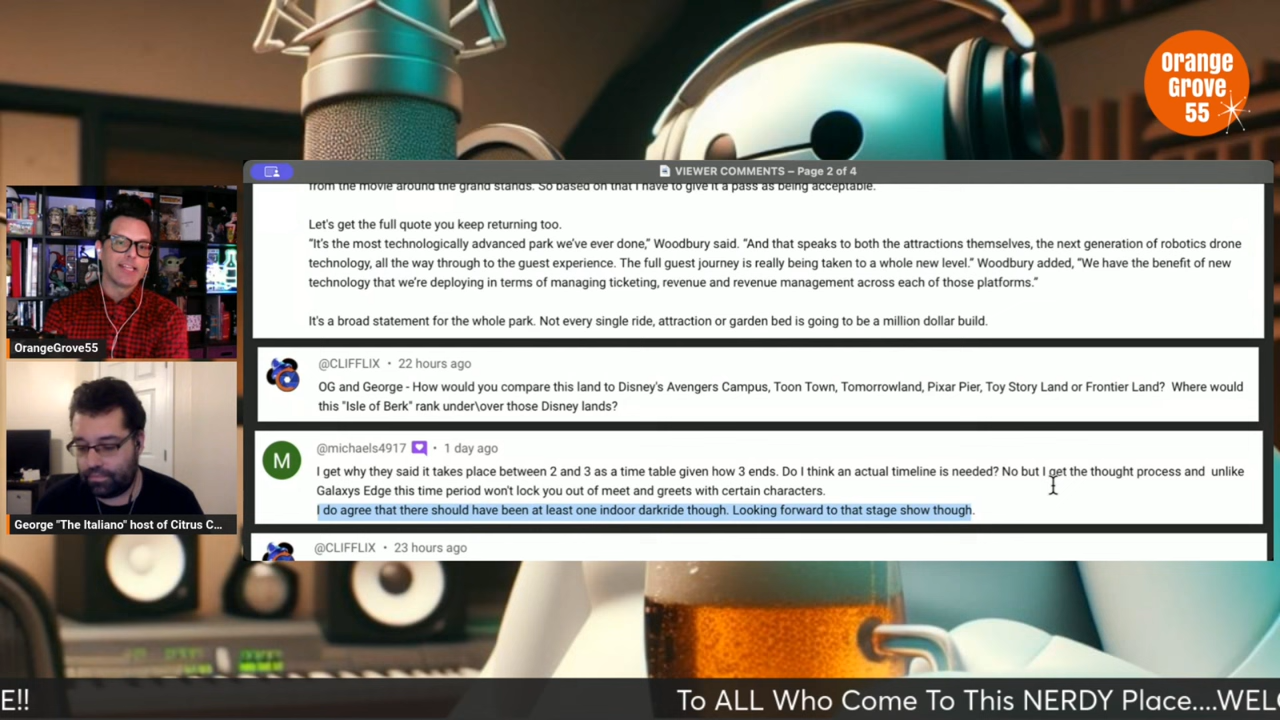 Orange
Grove
55
VIEWER COMMENTS – Page 2 of 4
from the movie around the grand stands. So based on that I have to give it a pass as being acceptable.
Let's get the full quote you keep returning too.
“It's the most technologically advanced park we've ever done,” Woodbury said. “And that speaks to both the attractions themselves, the next generation of robotics drone
technology, all the way through to the guest experience. The full guest journey is really being taken to a whole new level.” Woodbury added, “We have the benefit of new
technology that we're deploying in terms of managing ticketing, revenue and revenue management across each of those platforms.”
It's a broad statement for the whole park. Not every single ride, attraction or garden bed is going to be a million dollar build.
@CLIFFLIX • 22 hours ago
OG and George - How would you compare this land to Disney's Avengers Campus, Toon Town, Tomorrowland, Pixar Pier, Toy Story Land or Frontier Land? Where would
this "Isle of Berk" rank under\over those Disney lands?
M
@michaels4917 • 1 day ago
I get why they said it takes place between 2 and 3 as a time table given how 3 ends. Do I think an actual timeline is needed? No but I get the thought process and unlike
Galaxys Edge this time period won't lock you out of meet and greets with certain characters.
I do agree that there should have been at least one indoor darkride though. Looking forward to that stage show though.
@CLIFFLIX • 23 hours ago
OrangeGrove55
George "The Italiano" host of Citrus C...
E!! To ALL Who Come To This NERDY Place....WEL